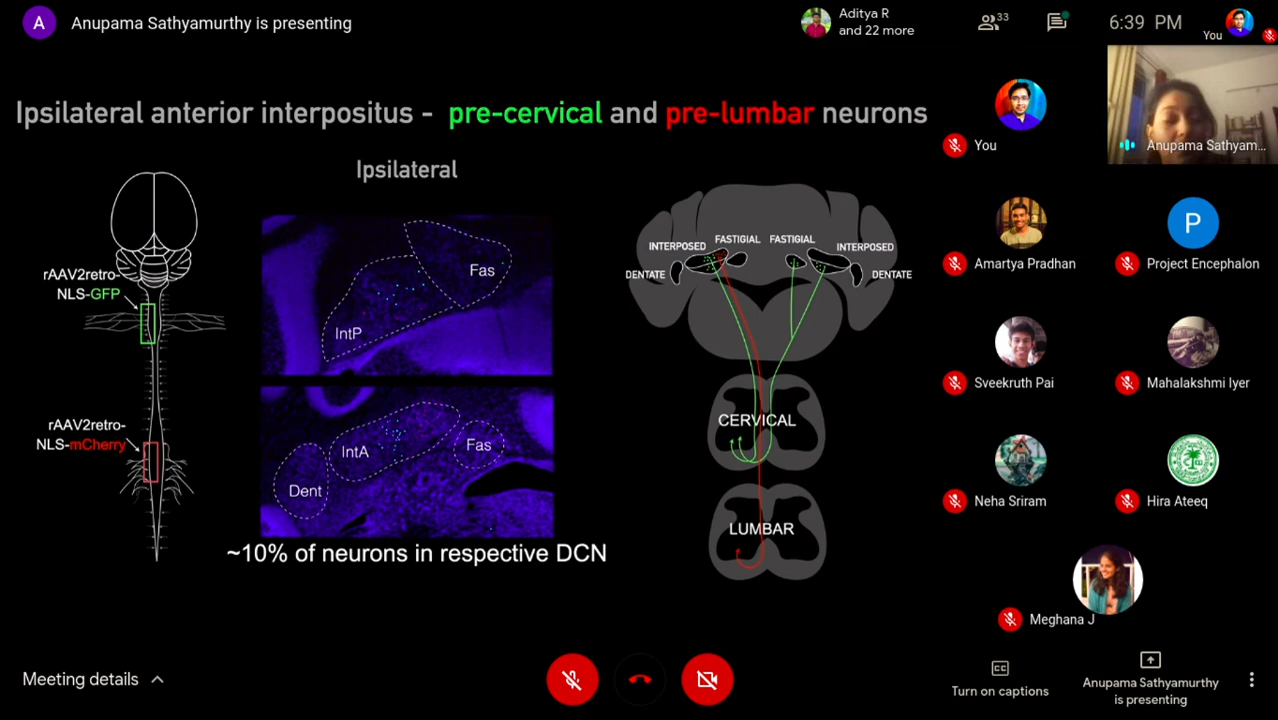 A
Anupama Sathyamurthy is presenting
Aditya R
and 22 more
33
6:39 PM
You
Ipsilateral anterior interpositus - pre-cervical and pre-lumbar neurons
Ipsilateral
rAAV2retro-
NLS-GFP
rAAV2retro-
NLS-mCherry
Fas
IntP
IntA
Fas
Dent
~10% of neurons in respective DCN
INTERPOSED
FASTIGIAL
FASTIGIAL
INTERPOSED
DENTATE
DENTATE
CERVICAL
LUMBAR
You
Anupama Sathyam...
Amartya Pradhan
P
Project Encephalon
Sveekruth Pai
Mahalakshmi Iyer
Neha Sriram
Hira Ateeq
Meghana J
Meeting details
CC
Turn on captions
Anupama Sathyamurthy
is presenting